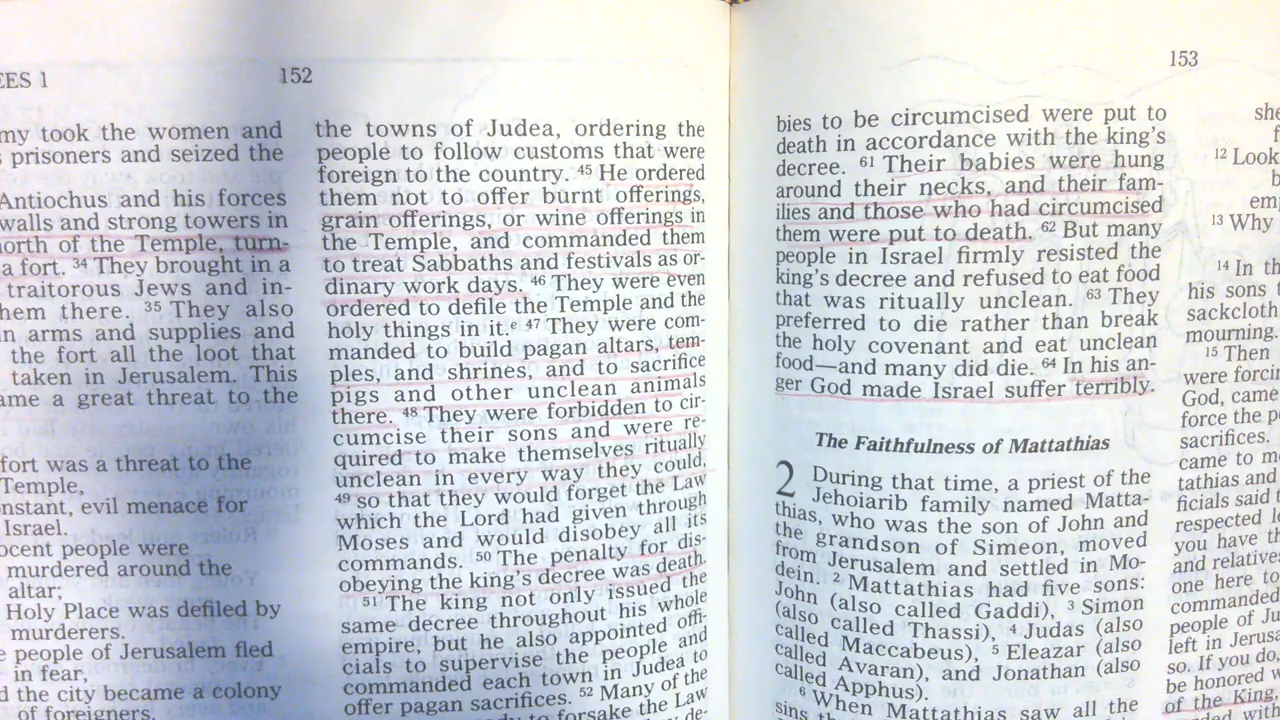 EES 1
152
my took the women and
prisoners and seized the
Antiochus and his forces
walls and strong towers in
orth of the Temple, turn-
a fort. 34 They brought in a
traitorous Jews and in-
hem there. 35 They also
n arms and supplies and
the fort all the loot that
taken in Jerusalem. This
ame a great threat to the
fort was a threat to the
Temple,
nstant, evil menace for
Israel.
ocent people were
murdered around the
altar;
Holy Place was defiled by
murderers.
e people of Jerusalem fled
in fear,
d the city became a colony
of foreigners.
the towns of Judea, ordering the
people to follow customs that were
foreign to the country. 45 He ordered
them not to offer burnt offerings,
grain offerings, or wine offerings in
the Temple, and commanded them
to treat Sabbaths and festivals as or-
dinary work days. 46 They were even
ordered to defile the Temple and the
holy things in it.e 47 They were com-
manded to build pagan altars, tem-
ples, and shrines, and to sacrifice
pigs and other unclean animals
there. 48 They were forbidden to cir-
cumcise their sons and were re-
quired to make themselves ritually
unclean in every way they could,
49 so that they would forget the Law
which the Lord had given through
Moses and would disobey all its
commands. 50 The penalty for dis-
obeying the king's decree was death.
51 The king not only issued the
same decree throughout his whole
empire, but he also appointed offi-
cials to supervise the people and
commanded each town in Judea to
offer pagan sacrifices. 52 Many of the
to forsake the Law
153
bies to be circumcised were put to
death in accordance with the king's
decree. 61 Their babies were hung
around their necks, and their fam-
ilies and those who had circumcised
them were put to death. 62 But many
people in Israel firmly resisted the
king's decree and refused to eat food
that was ritually unclean. 63 They
preferred to die rather than break
the holy covenant and eat unclean
food—and many did die. 64 In his an-
ger God made Israel suffer terribly.
The Faithfulness of Mattathias
2 During that time, a priest of the
Jehoiarib family named Matta-
thias, who was the son of John and
the grandson of Simeon, moved
from Jerusalem and settled in Mo-
dein. 2 Mattathias had five sons:
John (also called Gaddi), 3 Simon
(also called Thassi), 4 Judas (also
called Maccabeus), 5 Eleazar (also
called Avaran), and Jonathan (also
called Apphus).
6 When Mattathias saw all the
she
12 Look
13 Why
14 In th
his sons
sackcloth
mourning.
15 Then
were forcin
God, came
force the p
sacrifices.
came to m
tathias and
ficials said
respected l
you have th
and relative
one here to
commanded
people of Ju
left in Jerusa
so. If you do,
be honored w
of the King,